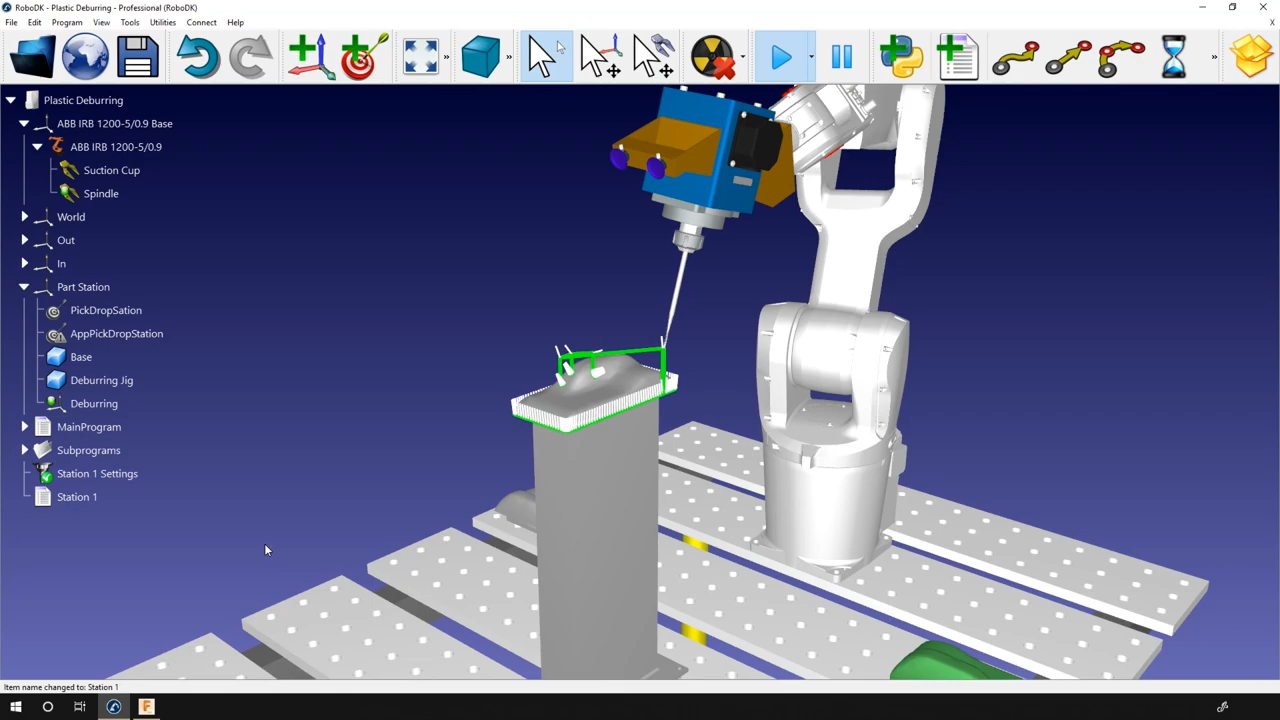 RoboDK - Plastic Deburring - Professional (RoboDK)
File Edit Program View Tools Utilities Connect Help
Plastic Deburring
ABB IRB 1200-5/0.9 Base
ABB IRB 1200-5/0.9
Suction Cup
Spindle
World
Out
In
Part Station
PickDropSation
AppPickDropStation
Base
Deburring Jig
Deburring
MainProgram
Subprograms
Station 1 Settings
Station 1
Item name changed to: Station 1